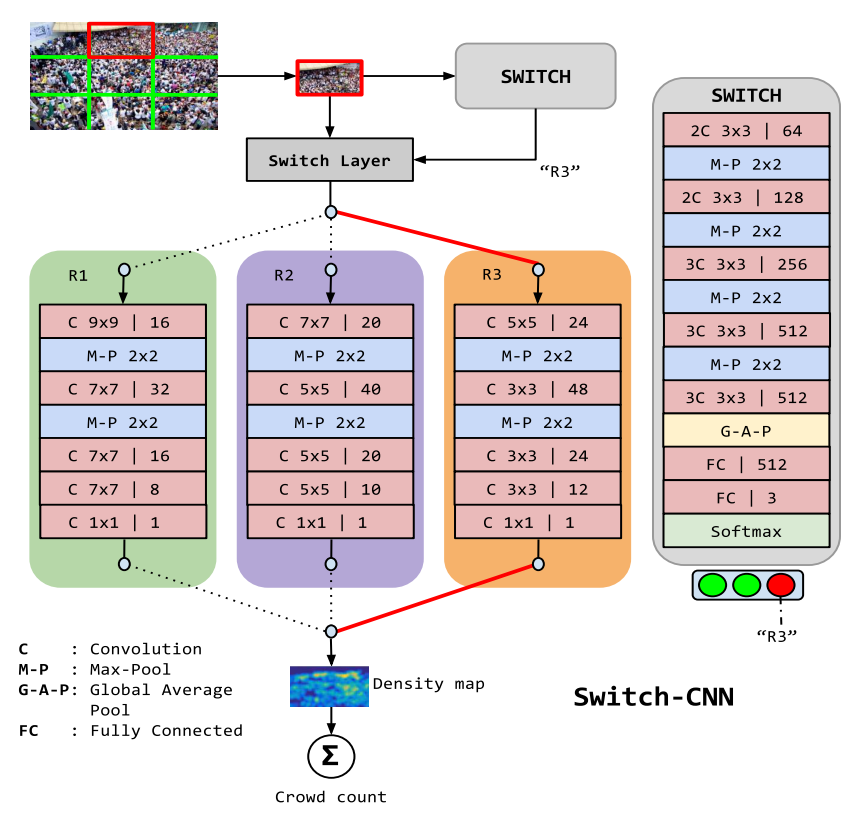 SWITCH
Switch Layer
“R3”
R1
C 9x9 | 16
M-P 2x2
C 7x7 | 32
M-P 2x2
C 7x7 | 16
C 7x7 | 8
C 1x1 | 1
R2
C 7x7 | 20
M-P 2x2
C 5x5 | 40
M-P 2x2
C 5x5 | 20
C 5x5 | 10
C 1x1 | 1
R3
C 5x5 | 24
M-P 2x2
C 3x3 | 48
M-P 2x2
C 3x3 | 24
C 3x3 | 12
C 1x1 | 1
SWITCH
2C 3x3 | 64
M-P 2x2
2C 3x3 | 128
M-P 2x2
3C 3x3 | 256
M-P 2x2
3C 3x3 | 512
M-P 2x2
3C 3x3 | 512
G-A-P
FC | 512
FC | 3
Softmax
“R3”
C : Convolution
M-P : Max-Pool
G-A-P: Global Average
Pool
FC : Fully Connected
Density map
Σ
Crowd count
Switch-CNN